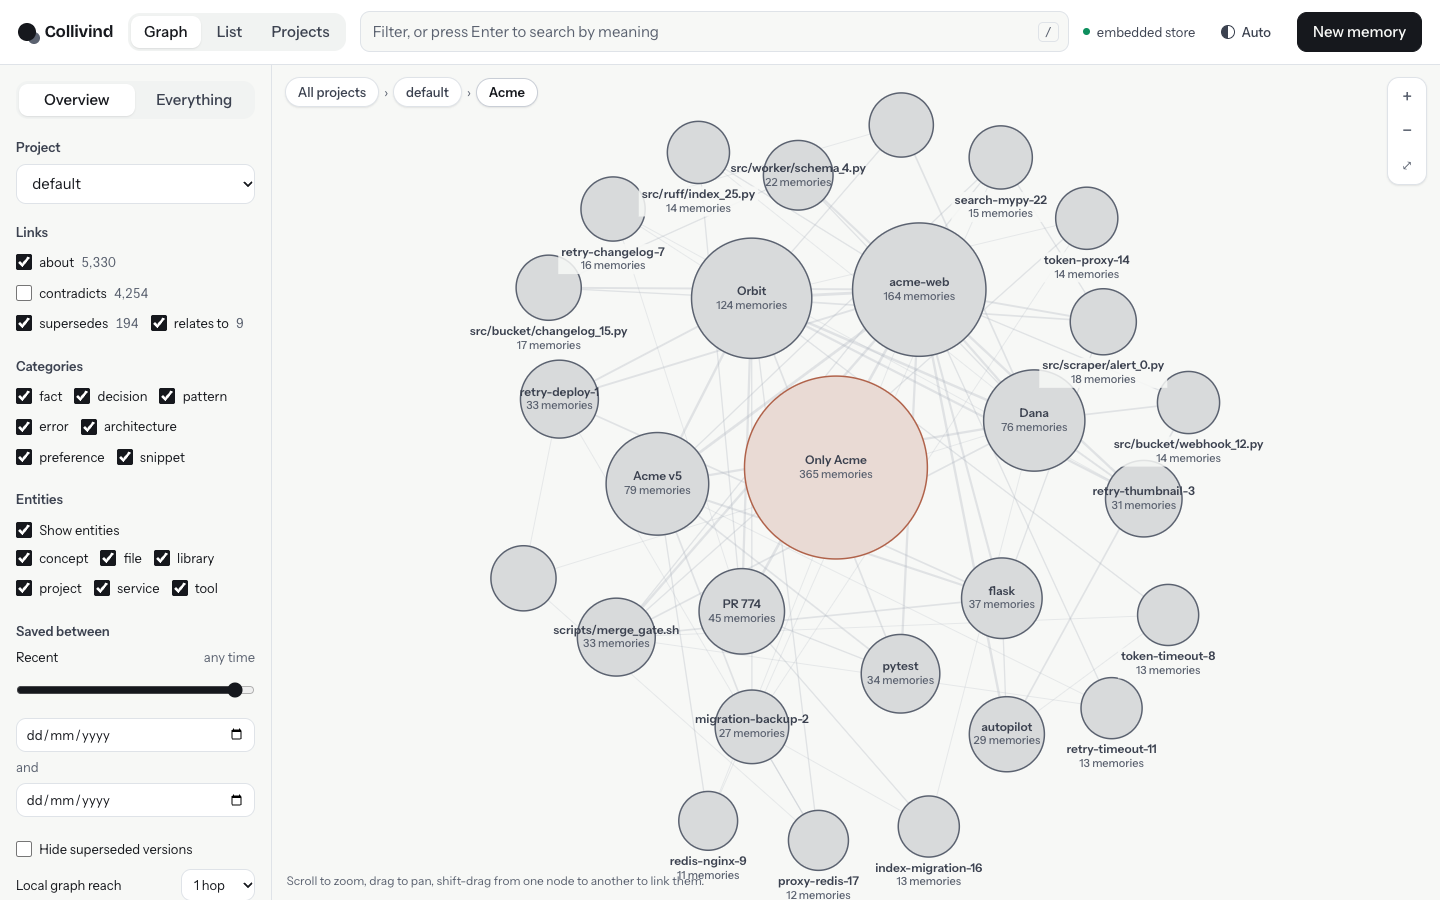 Collivind
Graph
List
Projects
Filter, or press Enter to search by meaning
/
embedded store
Auto
New memory
Overview
Everything
Project
default
Links
about 5,330
contradicts 4,254
supersedes 194
relates to 9
Categories
fact
decision
pattern
error
architecture
preference
snippet
Entities
Show entities
concept
file
library
project
service
tool
Saved between
Recent
any time
dd/mm/yyyy
and
dd/mm/yyyy
Hide superseded versions
Local graph reach
1 hop
All projects › default › Acme
+
−
src/worker/schema_4.py
22 memories
src/ruff/index_25.py
14 memories
search-mypy-22
15 memories
retry-changelog-7
16 memories
token-proxy-14
14 memories
Orbit
124 memories
acme-web
164 memories
src/bucket/changelog_15.py
17 memories
src/scraper/alert_0.py
18 memories
retry-deploy-1
33 memories
Dana
76 memories
src/bucket/webhook_12.py
14 memories
Only Acme
365 memories
Acme v5
79 memories
retry-thumbnail-3
31 memories
flask
37 memories
PR 774
45 memories
scripts/merge_gate.sh
33 memories
token-timeout-8
13 memories
pytest
34 memories
migration-backup-2
27 memories
autopilot
29 memories
retry-timeout-11
13 memories
redis-nginx-9
11 memories
proxy-redis-17
12 memories
index-migration-16
13 memories
Scroll to zoom, drag to pan, shift-drag from one node to another to link them.